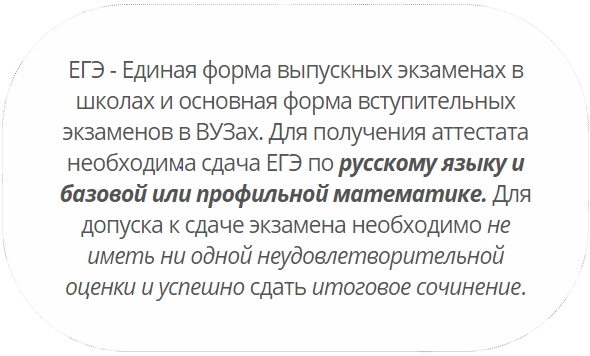 ЕГЭ - Единая форма выпускных экзаменах в
школах и основная форма вступительных
экзаменов в ВУЗах. Для получения аттестата
необходима сдача ЕГЭ по русскому языку и
базовой или профильной математике. Для
допуска к сдаче экзамена необходимо не
иметь ни одной неудовлетворительной
оценки и успешно сдать итоговое сочинение.